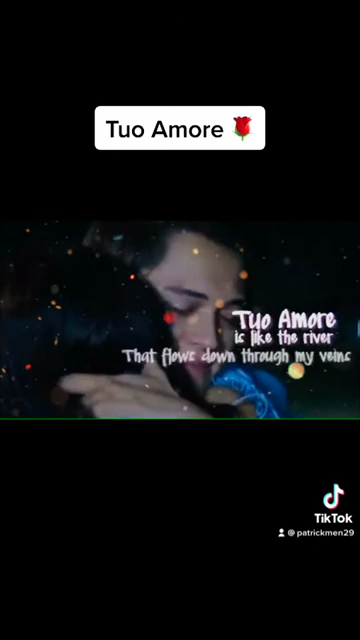 Tuo Amore 🌹
Tuo Amore
is like the river
That flows down through my veins
TikTok
@ patrickmen29